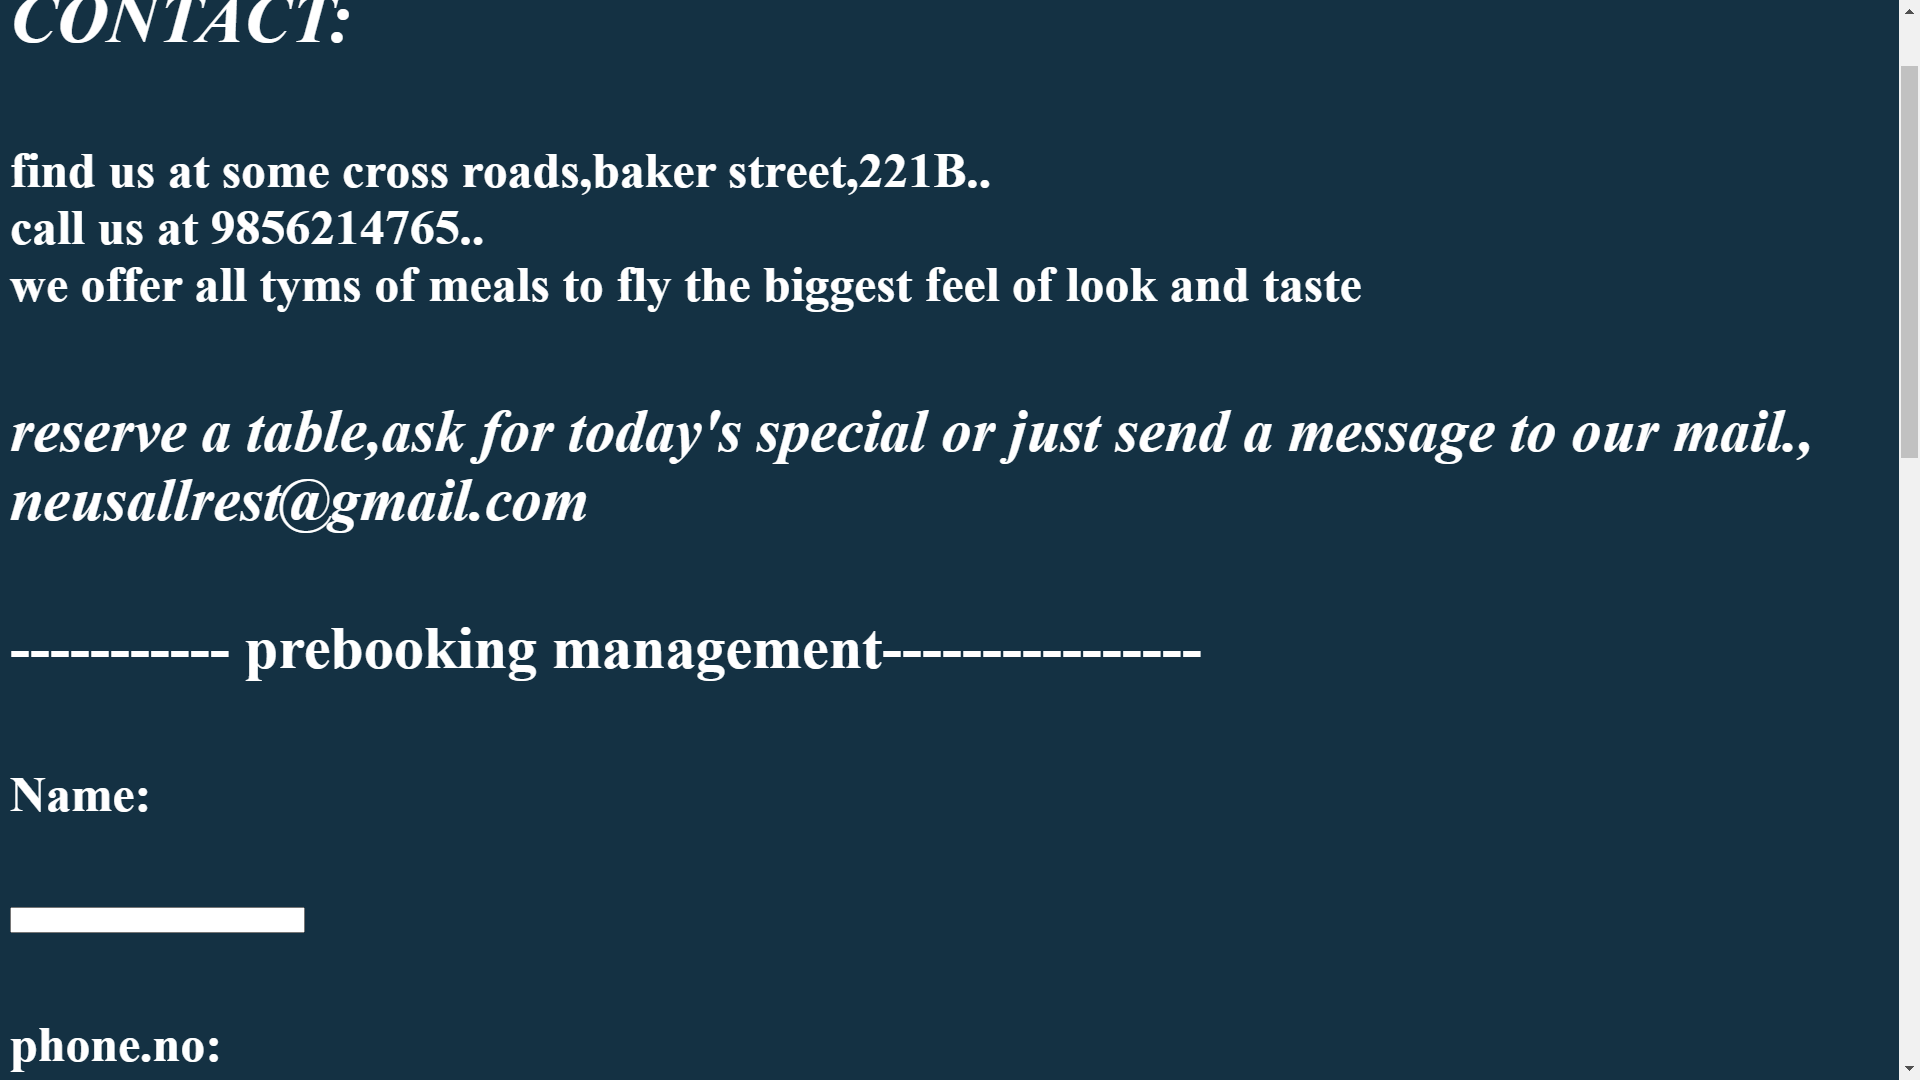 CONTACT:
find us at some cross roads,baker street,221B..
call us at 9856214765..
we offer all tyms of meals to fly the biggest feel of look and taste
reserve a table,ask for today's special or just send a message to our mail.,
neusallrest@gmail.com
----------- prebooking management----------------
Name:
phone.no: